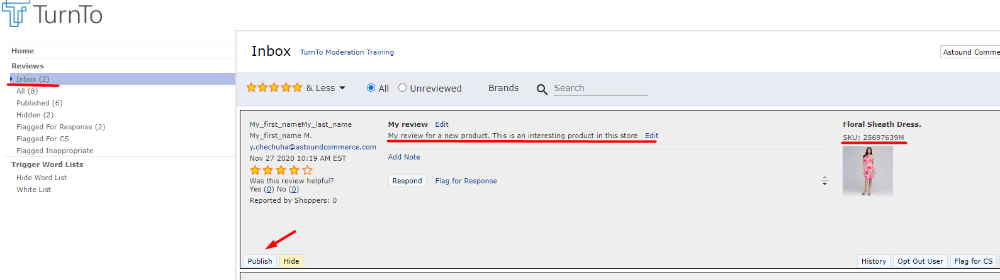 TurnTo
Home
Reviews
Inbox (2)
All (8)
Published (6)
Hidden (2)
Flagged For Response (2)
Flagged For CS
Flagged Inappropriate
Trigger Word Lists
Hide Word List
White List
Inbox TurnTo Moderation Training
Astound Comme
& Less All Unreviewed Brands Search
My_first_nameMy_last_name
My_first_name M.
y.chechuha@astoundcommerce.com
Nov 27 2020 10:19 AM EST
Was this review helpful?
Yes (0) No (0)
Reported by Shoppers: 0
My review Edit
My review for a new product. This is an interesting product in this store Edit
Add Note
Respond Flag for Response
Floral Sheath Dress.
SKU: 25697639M
Publish Hide
History Opt Out User Flag for CS